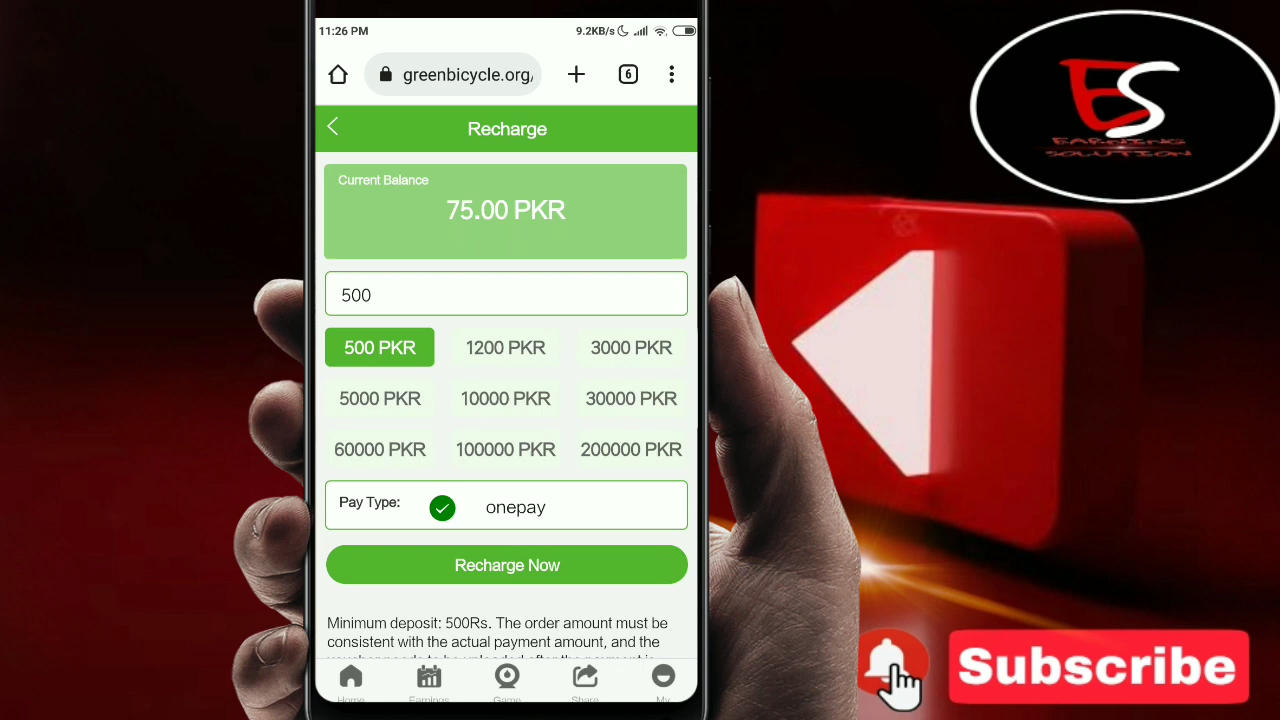 11:26 PM
9.2KB/s
greenbicycle.org/
6
Recharge
Current Balance
75.00 PKR
500
500 PKR
1200 PKR
3000 PKR
5000 PKR
10000 PKR
30000 PKR
60000 PKR
100000 PKR
200000 PKR
Pay Type:
onepay
Recharge Now
Minimum deposit: 500Rs. The order amount must be
consistent with the actual payment amount, and the
Home
Earnings
Game
Share
My
ES
EARNING
SOLUTION
Subscribe